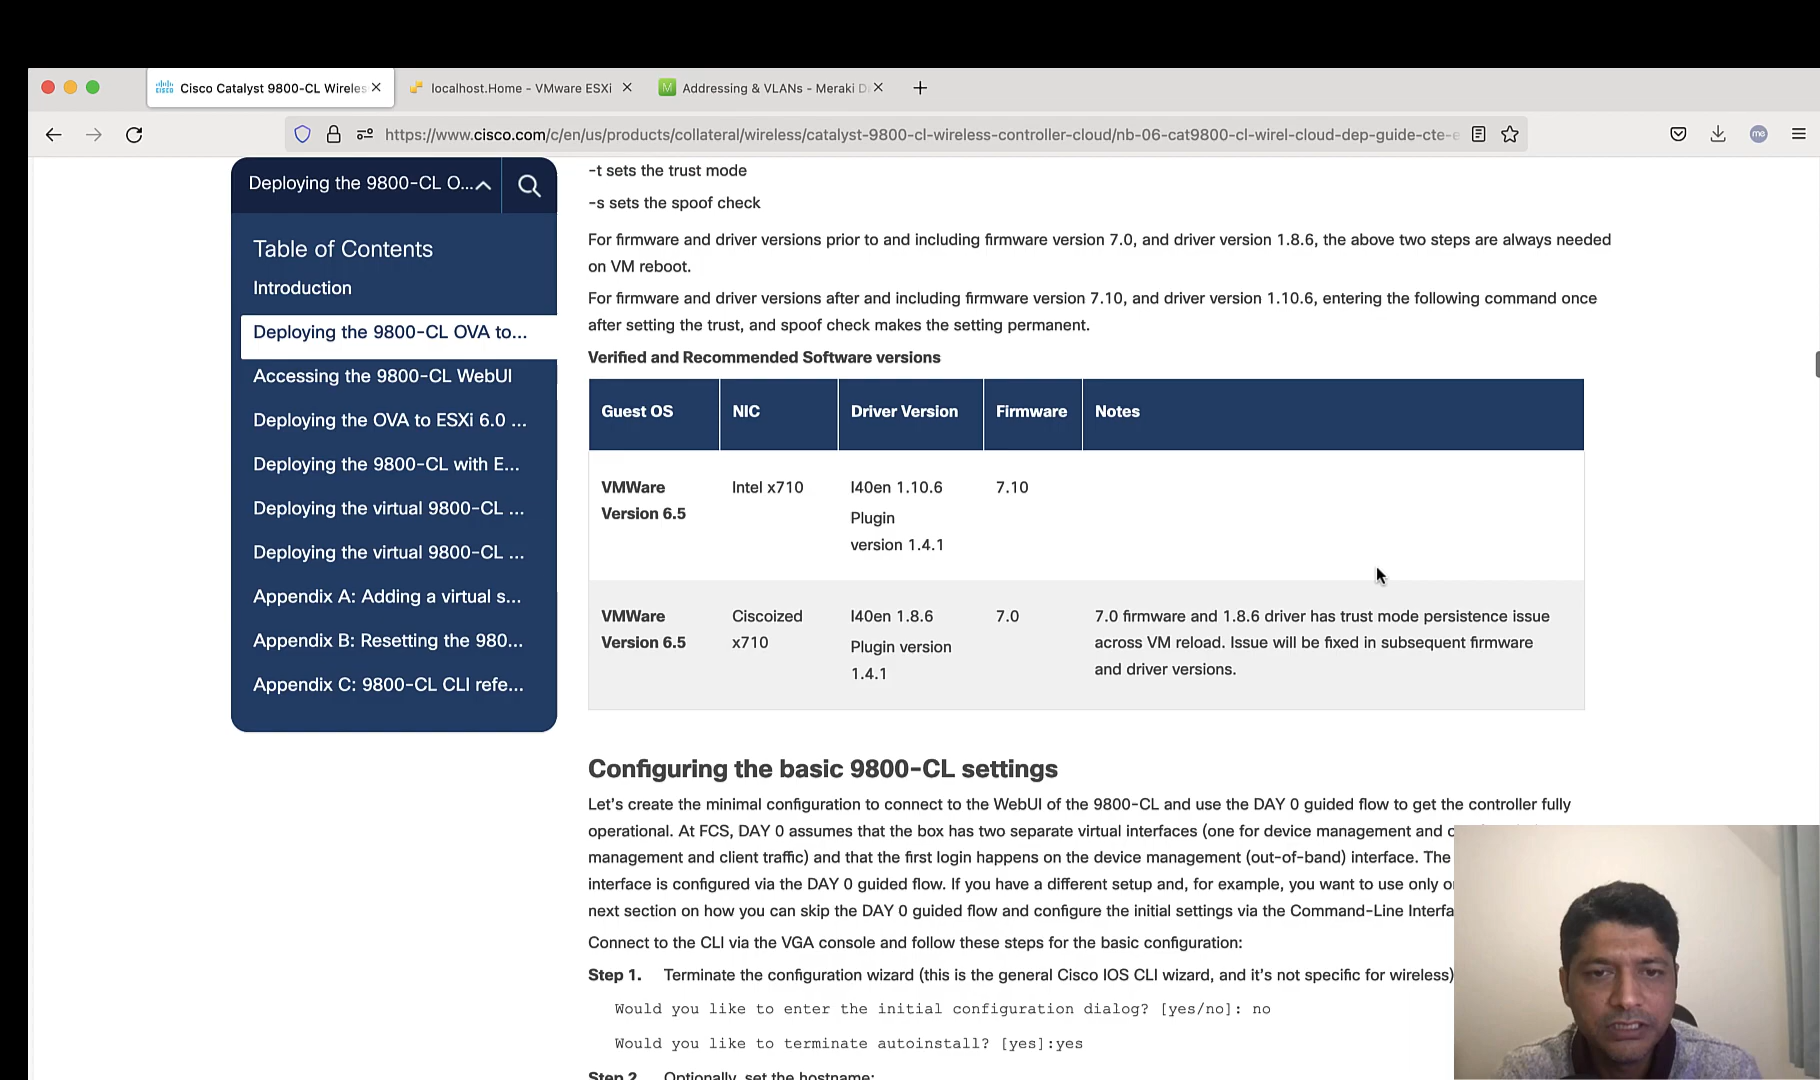 Cisco Catalyst 9800-CL Wireles
localhost.Home - VMware ESXi
M
Addressing & VLANs - Meraki D
https://www.cisco.com/c/en/us/products/collateral/wireless/catalyst-9800-cl-wireless-controller-cloud/nb-06-cat9800-cl-wirel-cloud-dep-guide-cte-e
me
Deploying the 9800-CL O...
Table of Contents
Introduction
Deploying the 9800-CL OVA to...
Accessing the 9800-CL WebUI
Deploying the OVA to ESXi 6.0 ...
Deploying the 9800-CL with E...
Deploying the virtual 9800-CL ...
Deploying the virtual 9800-CL ...
Appendix A: Adding a virtual s...
Appendix B: Resetting the 980...
Appendix C: 9800-CL CLI refe...
-t sets the trust mode
-s sets the spoof check
For firmware and driver versions prior to and including firmware version 7.0, and driver version 1.8.6, the above two steps are always needed
on VM reboot.
For firmware and driver versions after and including firmware version 7.10, and driver version 1.10.6, entering the following command once
after setting the trust, and spoof check makes the setting permanent.
Verified and Recommended Software versions
Guest OS NIC Driver Version Firmware Notes
VMWare Intel x710 I40en 1.10.6 7.10
Version 6.5
Plugin
version 1.4.1
VMWare Ciscoized I40en 1.8.6 7.0 7.0 firmware and 1.8.6 driver has trust mode persistence issue
Version 6.5 x710 Plugin version across VM reload. Issue will be fixed in subsequent firmware
1.4.1 and driver versions.
Configuring the basic 9800-CL settings
Let's create the minimal configuration to connect to the WebUI of the 9800-CL and use the DAY 0 guided flow to get the controller fully
operational. At FCS, DAY 0 assumes that the box has two separate virtual interfaces (one for device management and
management and client traffic) and that the first login happens on the device management (out-of-band) interface. The
interface is configured via the DAY 0 guided flow. If you have a different setup and, for example, you want to use only
next section on how you can skip the DAY 0 guided flow and configure the initial settings via the Command-Line Interfa
Connect to the CLI via the VGA console and follow these steps for the basic configuration:
Step 1. Terminate the configuration wizard (this is the general Cisco IOS CLI wizard, and it's not specific for wireless)
Would you like to enter the initial configuration dialog? [yes/no]: no
Would you like to terminate autoinstall? [yes]:yes
Step 2. Optionally, set the hostname: